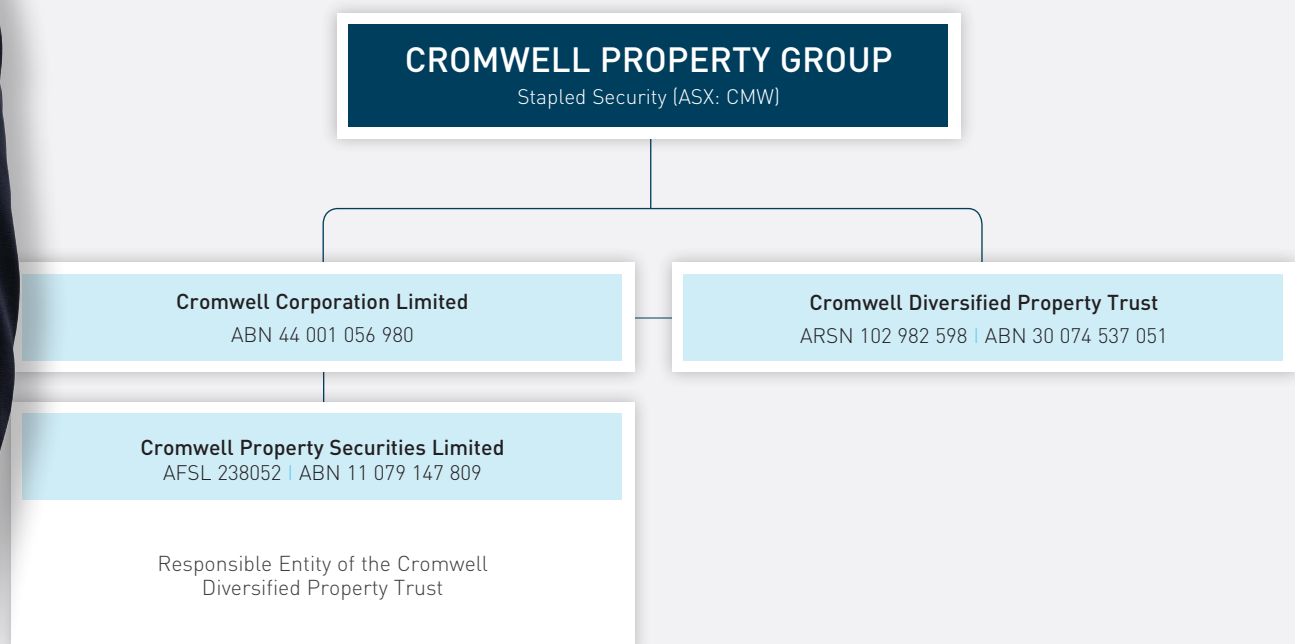 CROMWELL PROPERTY GROUP
Stapled Security (ASX: CMW)
Cromwell Corporation Limited
ABN 44 001 056 980
Cromwell Diversified Property Trust
ARSN 102 982 598 | ABN 30 074 537 051
Cromwell Property Securities Limited
AFSL 238052 | ABN 11 079 147 809
Responsible Entity of the Cromwell
Diversified Property Trust